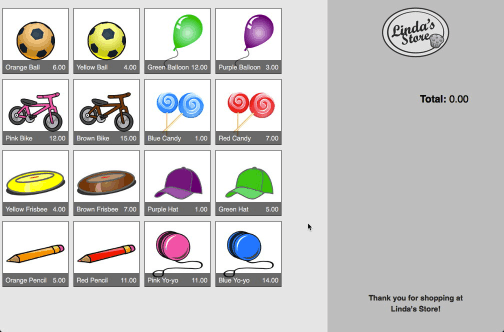 Linda's
Store
Orange Ball 6.00
Yellow Ball 4.00
Green Balloon 12.00
Purple Balloon 3.00
Total: 0.00
Pink Bike 12.00
Brown Bike 15.00
Blue Candy 1.00
Red Candy 7.00
Yellow Frisbee 4.00
Brown Frisbee 7.00
Purple Hat 1.00
Green Hat 5.00
Orange Pencil 5.00
Red Pencil 11.00
Pink Yo-yo 11.00
Blue Yo-yo 14.00
Thank you for shopping at
Linda's Store!